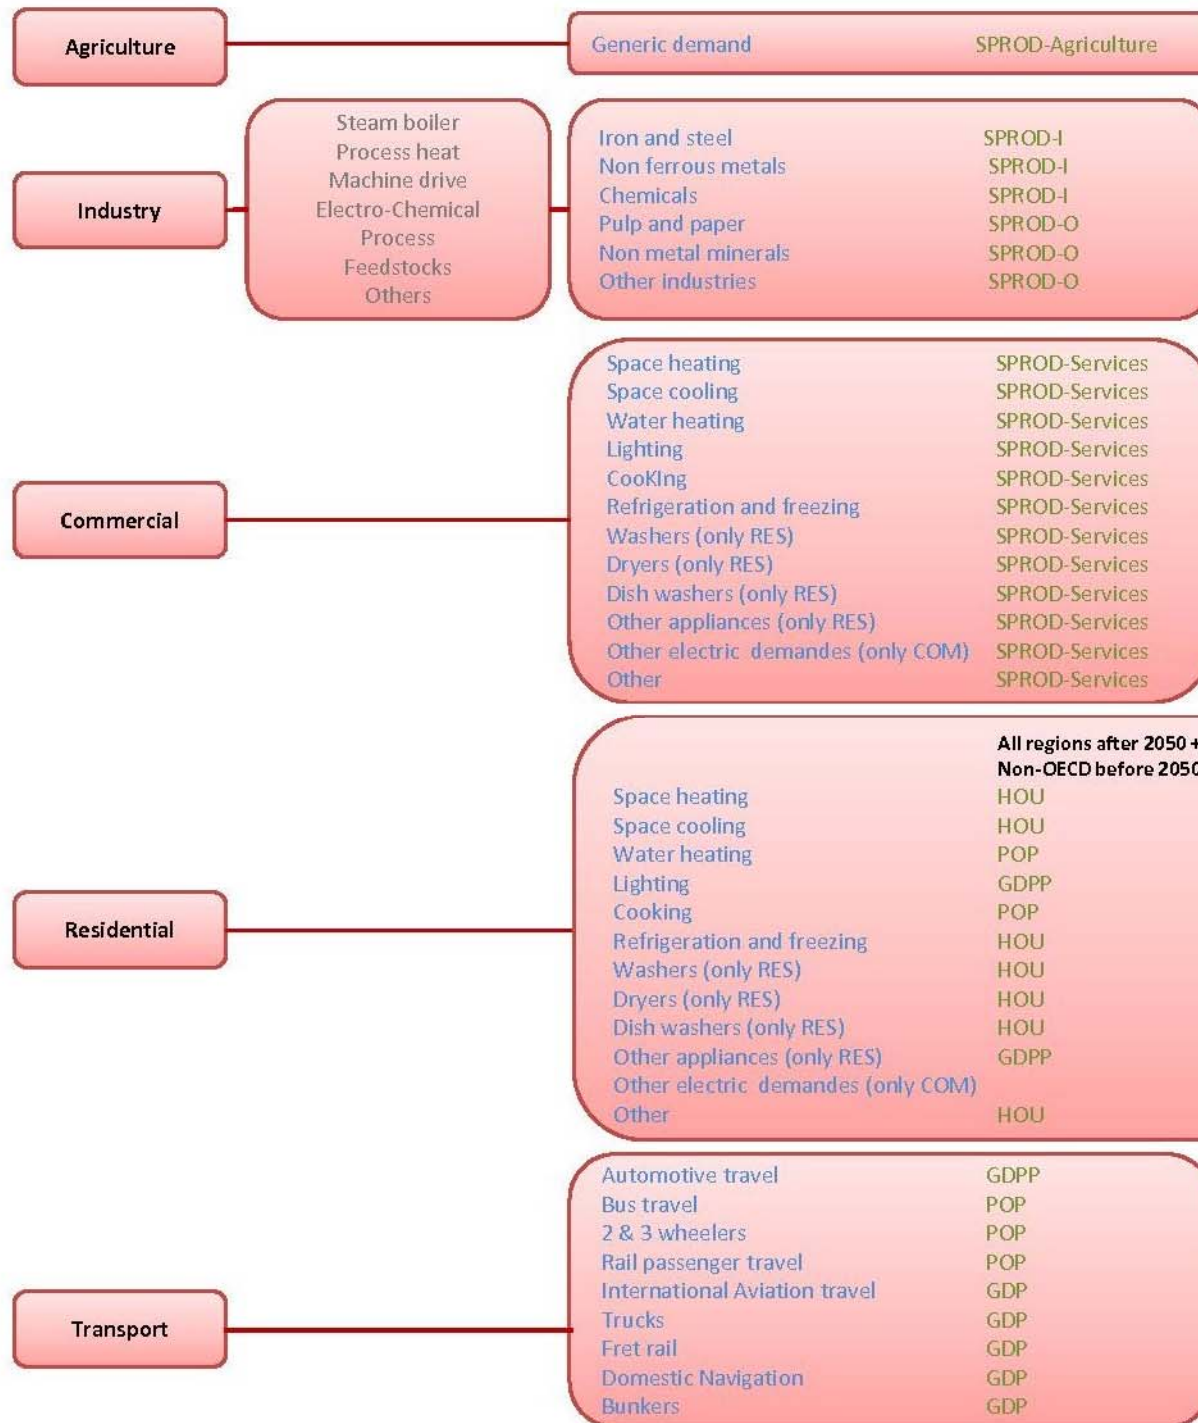 Agriculture
Generic demand SPROD-Agriculture
Industry
Steam boiler
Process heat
Machine drive
Electro-Chemical
Process
Feedstocks
Others
Iron and steel SPROD-I
Non ferrous metals SPROD-I
Chemicals SPROD-I
Pulp and paper SPROD-O
Non metal minerals SPROD-O
Other industries SPROD-O
Commercial
Space heating SPROD-Services
Space cooling SPROD-Services
Water heating SPROD-Services
Lighting SPROD-Services
CooKIng SPROD-Services
Refrigeration and freezing SPROD-Services
Washers (only RES) SPROD-Services
Dryers (only RES) SPROD-Services
Dish washers (only RES) SPROD-Services
Other appliances (only RES) SPROD-Services
Other electric demandes (only COM) SPROD-Services
Other SPROD-Services
Residential
All regions after 2050 +
Non-OECD before 2050
Space heating HOU
Space cooling HOU
Water heating POP
Lighting GDPP
Cooking POP
Refrigeration and freezing HOU
Washers (only RES) HOU
Dryers (only RES) HOU
Dish washers (only RES) HOU
Other appliances (only RES) GDPP
Other electric demandes (only COM)
Other HOU
Transport
Automotive travel GDPP
Bus travel POP
2 & 3 wheelers POP
Rail passenger travel POP
International Aviation travel GDP
Trucks GDP
Fret rail GDP
Domestic Navigation GDP
Bunkers GDP